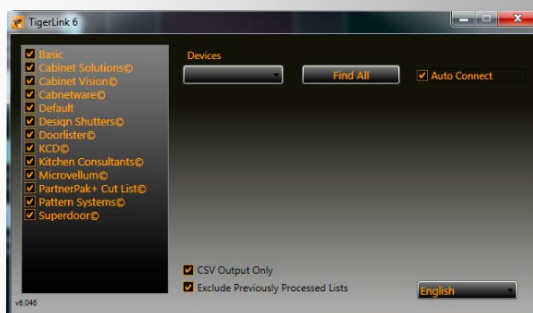 TigerLink 6
Basic
Cabinet Solutions©
Cabinet Vision©
Cabnetware©
Default
Design Shutters©
Doorlister©
KCD©
Kitchen Consultants©
Microvellum©
PartnerPak+ Cut List©
Pattern Systems©
Superdoor©
Devices
Find All
Auto Connect
CSV Output Only
Exclude Previously Processed Lists
English
v6.046